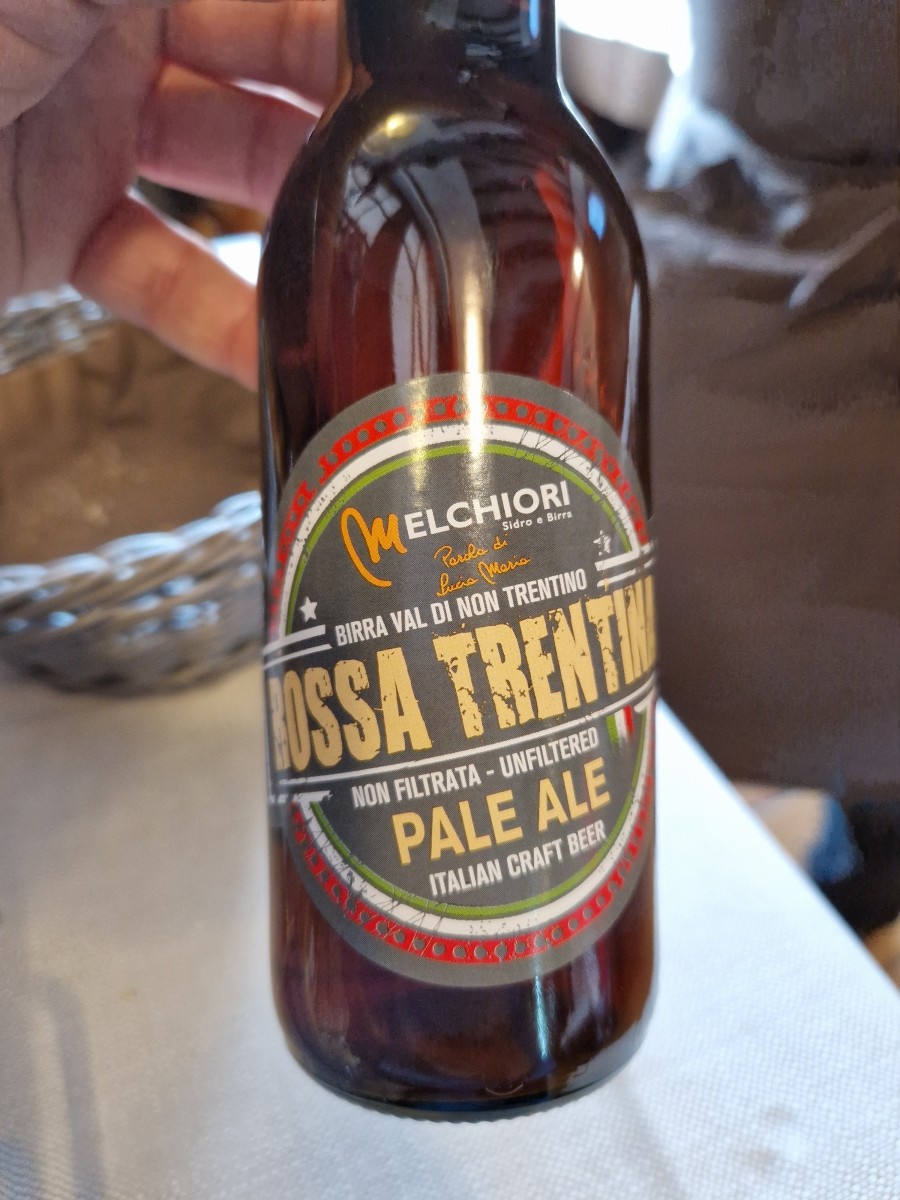 MELCHIORI
Sidro e Birra
Parola di
Lucia Maria
BIRRA VAL DI NON TRENTINO
ROSSA TRENTINA
NON FILTRATA - UNFILTERED
PALE ALE
ITALIAN CRAFT BEER